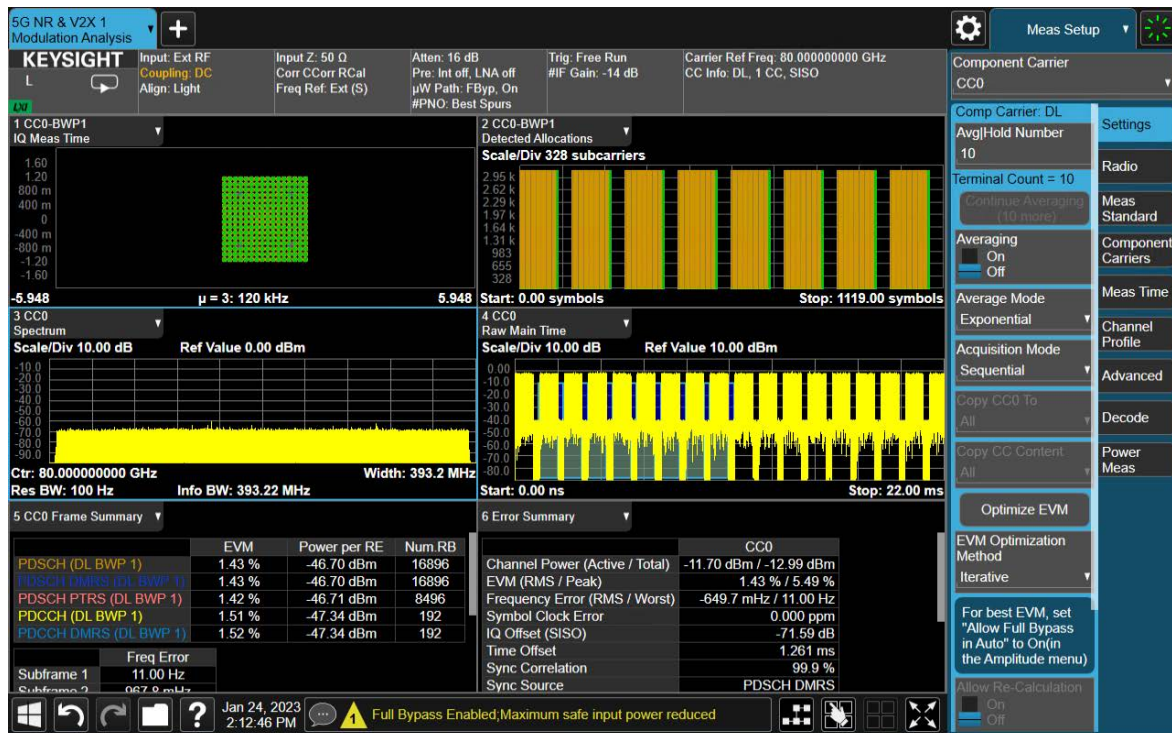 5G NR & V2X 1
Modulation Analysis
+
Meas Setup
KEYSIGHT
L
LXI
Input: Ext RF
Coupling: DC
Align: Light
Input Z: 50 Ω
Corr CCorr RCal
Freq Ref: Ext (S)
Atten: 16 dB
Pre: Int off, LNA off
µW Path: FByp, On
#PNO: Best Spurs
Trig: Free Run
#IF Gain: -14 dB
Carrier Ref Freq: 80.000000000 GHz
CC Info: DL, 1 CC, SISO
1 CC0-BWP1
IQ Meas Time
1.60
1.20
800 m
400 m
0
-400 m
-800 m
-1.20
-1.60
-5.948 µ = 3: 120 kHz 5.948
2 CC0-BWP1
Detected Allocations
Scale/Div 328 subcarriers
2.95 k
2.62 k
2.29 k
1.97 k
1.64 k
1.31 k
983
655
328
Start: 0.00 symbols Stop: 1119.00 symbols
3 CC0
Spectrum
Scale/Div 10.00 dB Ref Value 0.00 dBm
-10.0
-20.0
-30.0
-40.0
-50.0
-60.0
-70.0
-80.0
-90.0
Ctr: 80.000000000 GHz Width: 393.2 MHz
Res BW: 100 Hz Info BW: 393.22 MHz
4 CC0
Raw Main Time
Scale/Div 10.00 dB Ref Value 10.00 dBm
0.00
-10.0
-20.0
-30.0
-40.0
-50.0
-60.0
-70.0
-80.0
Start: 0.00 ns Stop: 22.00 ms
5 CC0 Frame Summary
EVM Power per RE Num.RB
PDSCH (DL BWP 1) 1.43 % -46.70 dBm 16896
PDSCH DMRS (DL BWP 1) 1.43 % -46.70 dBm 16896
PDSCH PTRS (DL BWP 1) 1.42 % -46.71 dBm 8496
PDCCH (DL BWP 1) 1.51 % -47.34 dBm 192
PDCCH DMRS (DL BWP 1) 1.52 % -47.34 dBm 192
Freq Error
Subframe 1 11.00 Hz
Subframe 2 967.8 mHz
6 Error Summary
CC0
Channel Power (Active / Total) -11.70 dBm / -12.99 dBm
EVM (RMS / Peak) 1.43 % / 5.49 %
Frequency Error (RMS / Worst) -649.7 mHz / 11.00 Hz
Symbol Clock Error 0.000 ppm
IQ Offset (SISO) -71.59 dB
Time Offset 1.261 ms
Sync Correlation 99.9 %
Sync Source PDSCH DMRS
Component Carrier
CC0
Comp Carrier: DL
Avg|Hold Number
10
Terminal Count = 10
Continue Averaging
(10 more)
Averaging
On
Off
Average Mode
Exponential
Acquisition Mode
Sequential
Copy CC0 To
All
Copy CC Content
All
Optimize EVM
EVM Optimization
Method
Iterative
For best EVM, set
"Allow Full Bypass
in Auto" to On(in
the Amplitude menu)
Allow Re-Calculation
On
Off
Settings
Radio
Meas
Standard
Component
Carriers
Meas Time
Channel
Profile
Advanced
Decode
Power
Meas
?
Jan 24, 2023
2:12:46 PM
1
Full Bypass Enabled;Maximum safe input power reduced